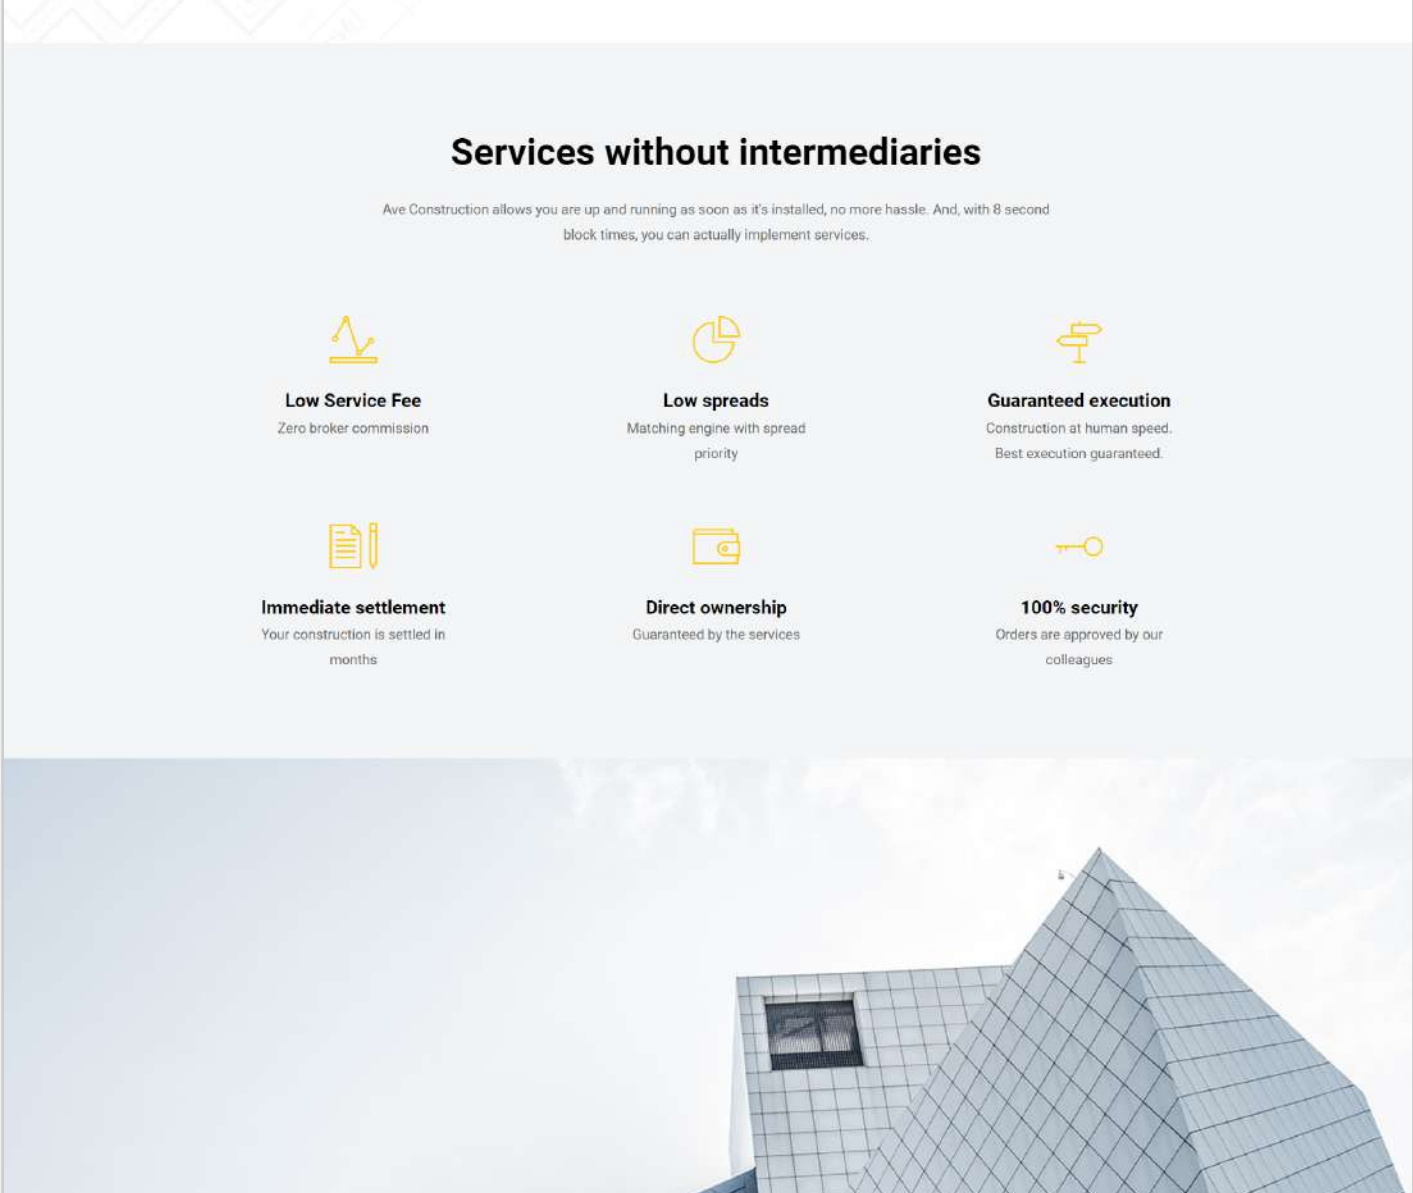 Services without intermediaries
Ave Construction allows you are up and running as soon as it's installed, no more hassle. And, with 8 second
block times, you can actually implement services.
Low Service Fee
Zero broker commission
Low spreads
Matching engine with spread
priority
Guaranteed execution
Construction at human speed.
Best execution guaranteed.
Immediate settlement
Your construction is settled in
months
Direct ownership
Guaranteed by the services
100% security
Orders are approved by our
colleagues